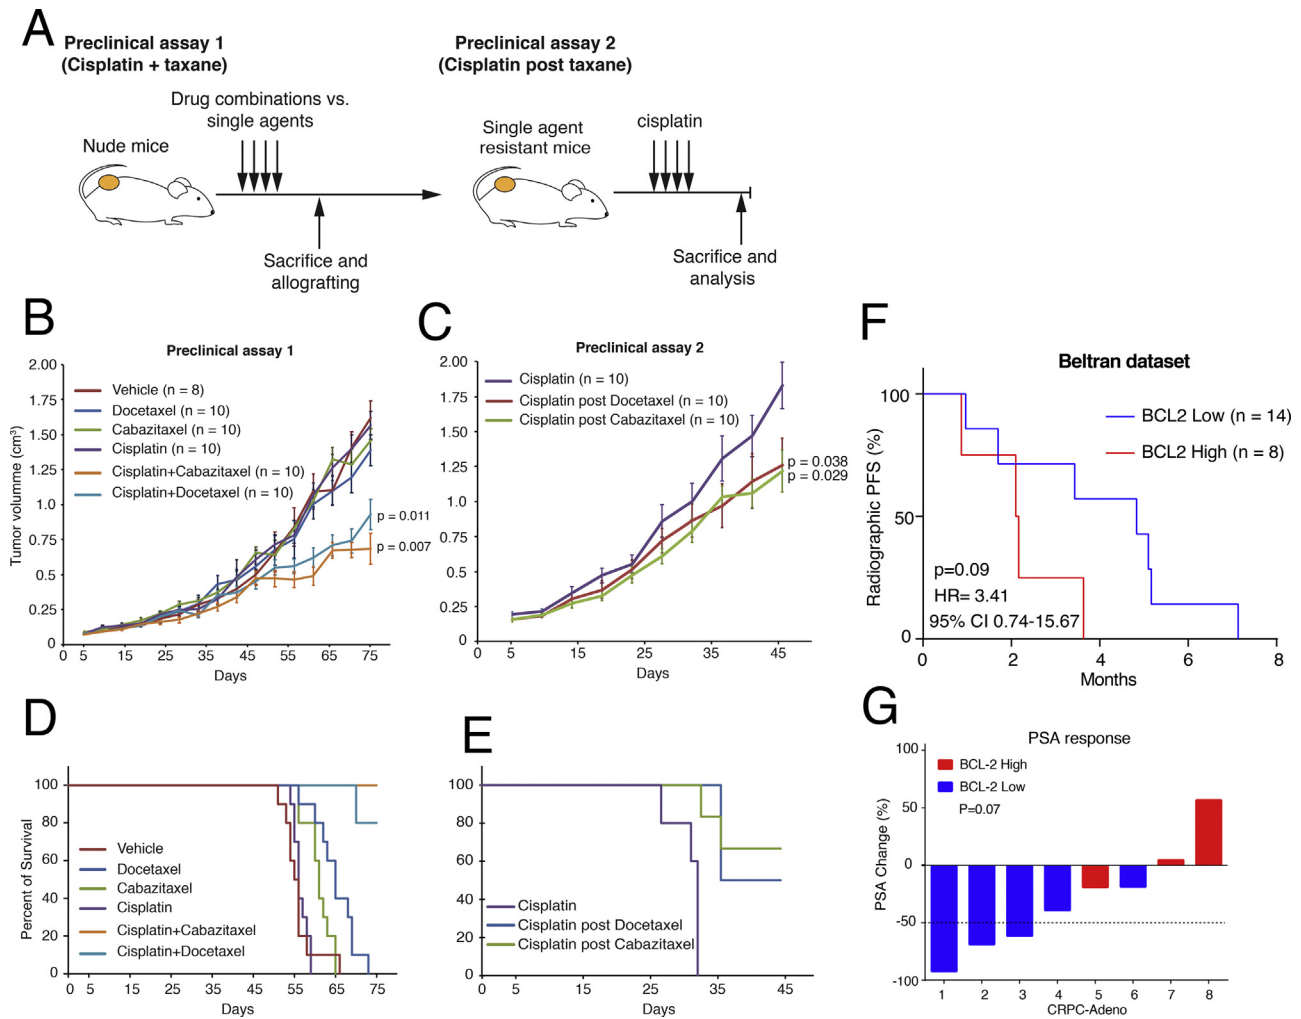 A
Preclinical assay 1
(Cisplatin + taxane)
Drug combinations vs.
single agents
Nude mice
Sacrifice and
allografting
Preclinical assay 2
(Cisplatin post taxane)
Single agent
resistant mice
cisplatin
Sacrifice and
analysis
B
Preclinical assay 1
Tumor volumme (cm³)
2.00
1.75
1.50
1.25
1.0
0.75
0.5
0.25
0
Vehicle (n = 8)
Docetaxel (n = 10)
Cabazitaxel (n = 10)
Cisplatin (n = 10)
Cisplatin+Cabazitaxel (n = 10)
Cisplatin+Docetaxel (n = 10)
p = 0.011
p = 0.007
0 5 15 25 35 45 55 65 75
Days
C
Preclinical assay 2
2.00
1.75
1.50
1.25
1.0
0.75
0.50
0.25
0
Cisplatin (n = 10)
Cisplatin post Docetaxel (n = 10)
Cisplatin post Cabazitaxel (n = 10)
p = 0.038
p = 0.029
0 5 15 25 35 45
Days
F
Beltran dataset
Radiographic PFS (%)
100
50
0
BCL2 Low (n = 14)
BCL2 High (n = 8)
p=0.09
HR= 3.41
95% CI 0.74-15.67
0 2 4 6 8
Months
D
Percent of Survival
100
80
60
40
20
0
Vehicle
Docetaxel
Cabazitaxel
Cisplatin
Cisplatin+Cabazitaxel
Cisplatin+Docetaxel
0 5 15 25 35 45 55 65 75
Days
E
100
80
60
40
20
0
Cisplatin
Cisplatin post Docetaxel
Cisplatin post Cabazitaxel
0 5 15 25 35 45
Days
G
PSA response
PSA Change (%)
100
50
0
-50
-100
BCL-2 High
BCL-2 Low
P=0.07
1 2 3 4 5 6 7 8
CRPC-Adeno